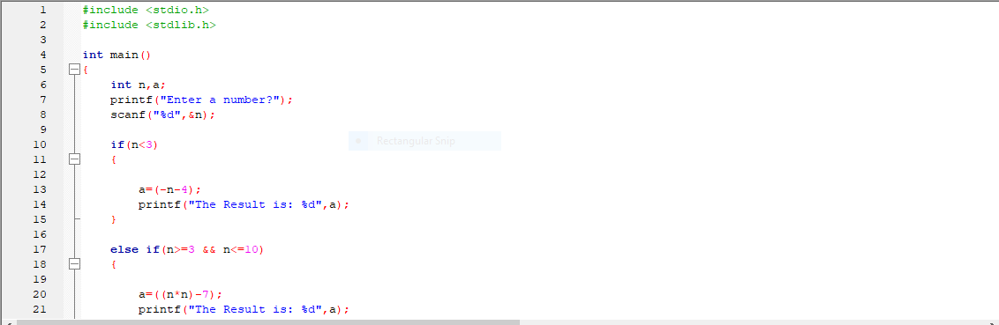 1 #include <stdio.h>
2 #include <stdlib.h>
3
4 int main()
5 {
6 int n,a;
7 printf("Enter a number?");
8 scanf("%d",&n);
9
10 if(n<3)
Rectangular Snip
11 {
12
13 a=(-n-4);
14 printf("The Result is: %d",a);
15 }
16
17 else if(n>=3 && n<=10)
18 {
19
20 a=((n*n)-7);
21 printf("The Result is: %d",a);